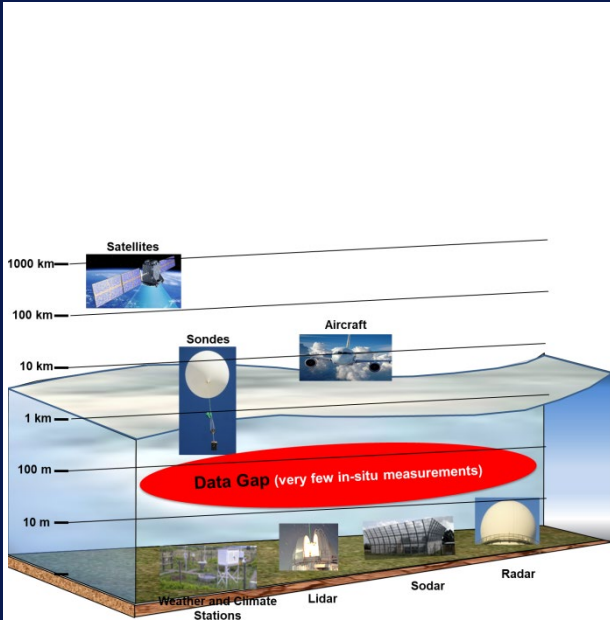 Satellites
1000 km
100 km
Aircraft
Sondes
10 km
1 km
Data Gap (very few in-situ measurements)
100 m
10 m
Weather and Climate
Stations
Lidar
Sodar
Radar